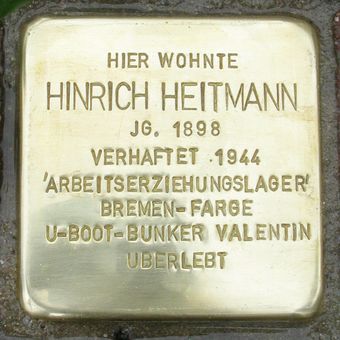 HIER WOHNTE
HINRICH HEITMANN
JG. 1898
VERHAFTET 1944
'ARBEITSERZIEHUNGSLAGER'
BREMEN-FARGE
U-BOOT-BUNKER VALENTIN
ÜBERLEBT